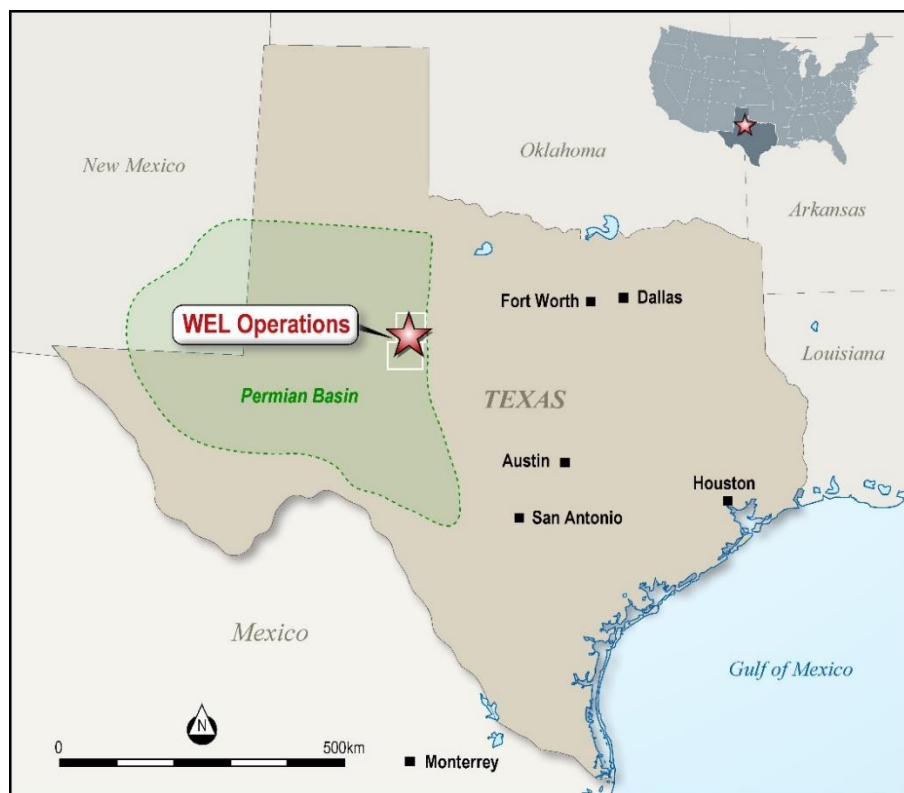 New Mexico
Oklahoma
Arkansas
Fort Worth
Dallas
WEL Operations
Louisiana
Permian Basin
TEXAS
Austin
Houston
San Antonio
Mexico
Gulf of Mexico
N
0
500km
Monterrey